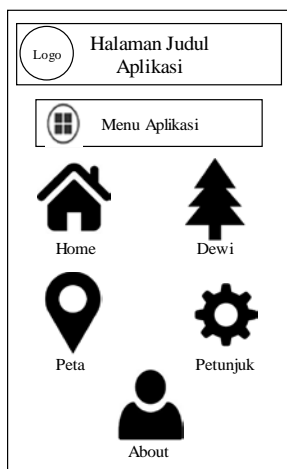 Logo
Halaman Judul
Aplikasi
Menu Aplikasi
Home
Dewi
Peta
Petunjuk
About